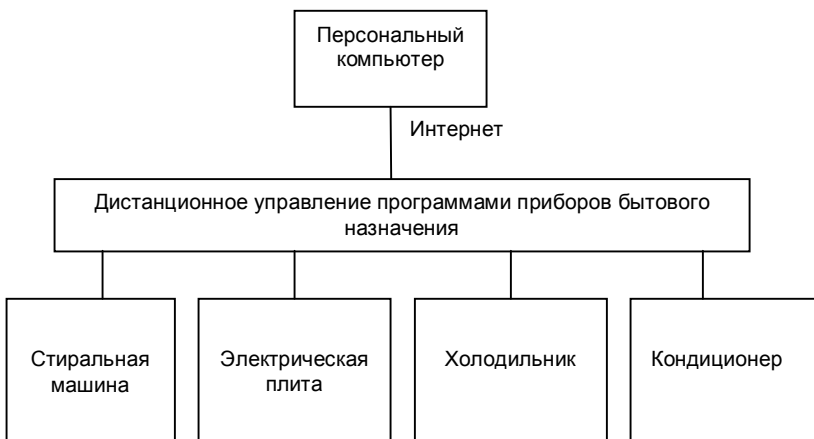 Персональный
компьютер
Интернет
Дистанционное управление программами приборов бытового
назначения
Стиральная
машина
Электрическая
плита
Холодильник
Кондиционер